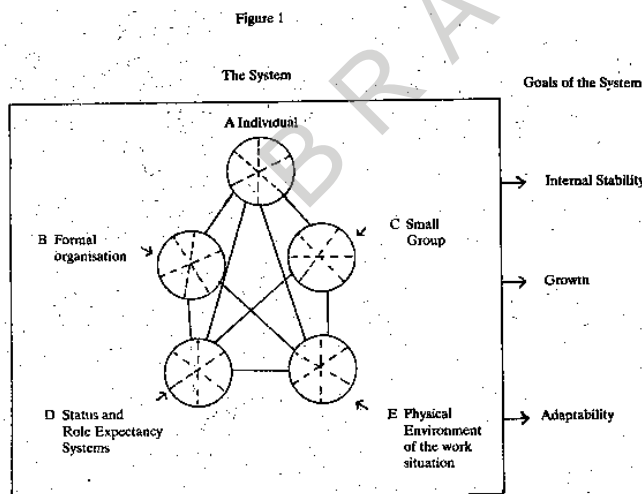 Figure 1
The System
Goals of the System
A Individual
Internal Stability
B Formal
organisation
C Small
Group
Growth
D Status and
Role Expectancy
Systems
E Physical
Environment
of the work
situation
Adaptability
B R A